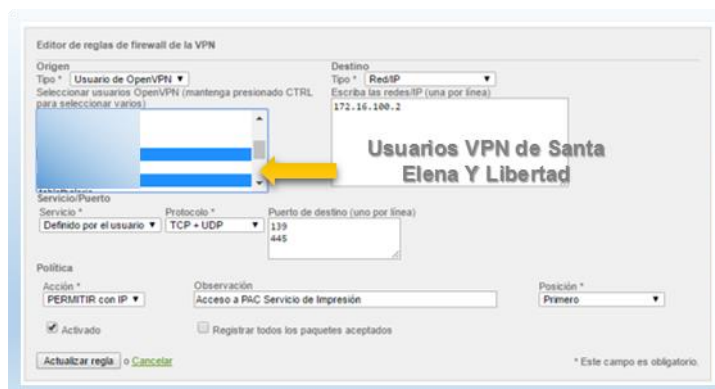 Editor de reglas de firewall de la VPN
Origen
Tipo * Usuario de OpenVPN
Seleccionar usuarios OpenVPN (mantenga presionado CTRL
para seleccionar varios)
Destino
Tipo * Red/IP
Escriba las redes/IP (una por línea)
172.16.100.2
Usuarios VPN de Santa
Elena Y Libertad
Servicio/Puerto
Servicio * Protocolo * Puerto de destino (uno por línea)
Definido por el usuario TCP + UDP 139
445
Política
Acción * Observación Posición *
PERMITIR con IP Acceso a PAC Servicio de Impresión Primero
Activado Registrar todos los paquetes aceptados
Actualizar regla o Cancelar * Este campo es obligatorio.